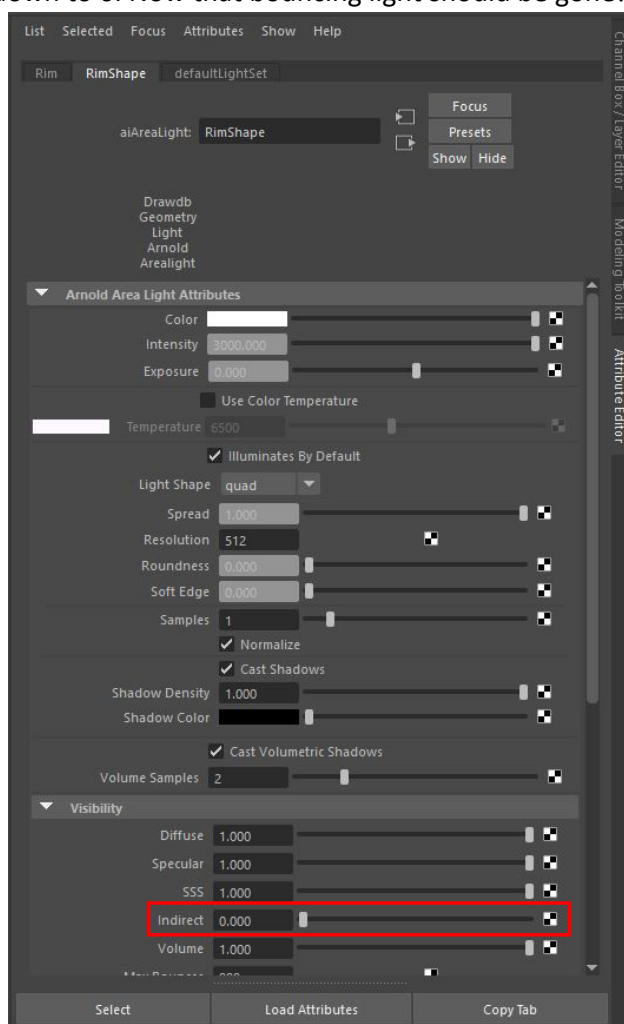 down to 0. Now that bouncing light should be gone.
List Selected Focus Attributes Show Help
Rim RimShape defaultLightSet
aiAreaLight: RimShape
Focus
Presets
Show Hide
Drawdb
Geometry
Light
Arnold
Arealight
Arnold Area Light Attributes
Color
Intensity 3000.000
Exposure 0.000
Use Color Temperature
Temperature 6500
Illuminates By Default
Light Shape quad
Spread 1.000
Resolution 512
Roundness 0.000
Soft Edge 0.000
Samples 1
Normalize
Cast Shadows
Shadow Density 1.000
Shadow Color
Cast Volumetric Shadows
Volume Samples 2
Visibility
Diffuse 1.000
Specular 1.000
SSS 1.000
Indirect 0.000
Volume 1.000
Select Load Attributes Copy Tab
Channel Box / Layer Editor
Modeling Toolkit
Attribute Editor